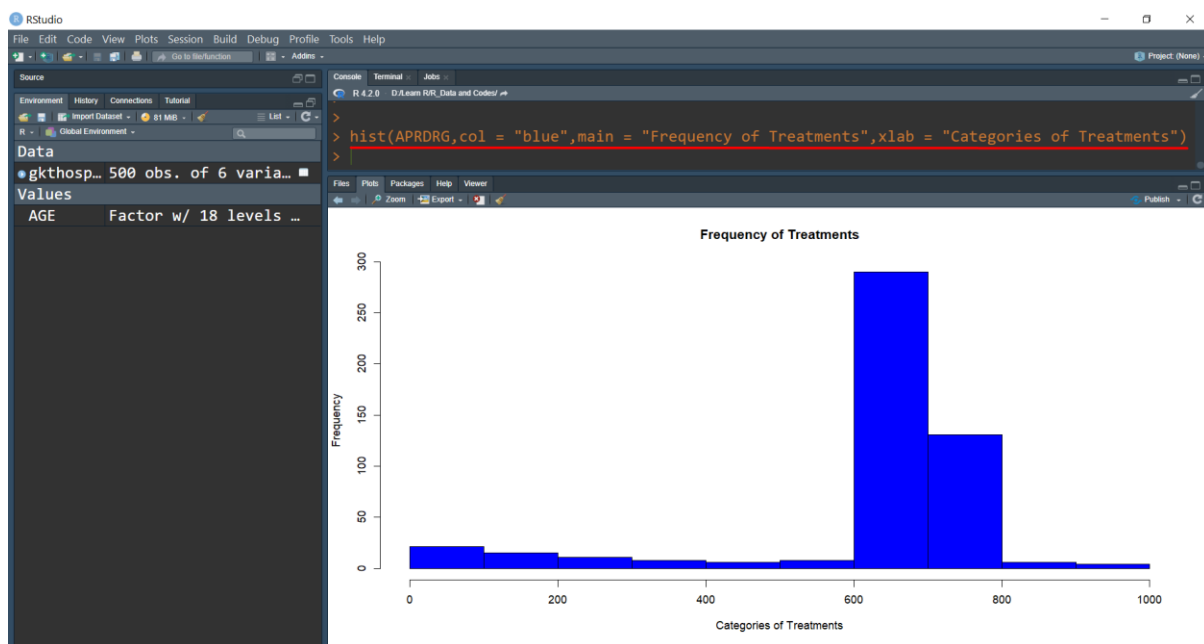 RStudio
File Edit Code View Plots Session Build Debug Profile Tools Help
Go to file/function
Addins
Project: (None)
Source
Environment History Connections Tutorial
Import Dataset
81 MiB
List
R
Global Environment
Data
gkthosp… 500 obs. of 6 varia…
Values
AGE Factor w/ 18 levels …
Console Terminal Jobs
R 4.2.0 · D:/Learn R/R_Data and Codes/
>
> hist(APRDRG,col = "blue",main = "Frequency of Treatments",xlab = "Categories of Treatments")
>
Files Plots Packages Help Viewer
Zoom Export
Publish
Frequency of Treatments
300
250
200
150
100
50
0
Frequency
0 200 400 600 800 1000
Categories of Treatments